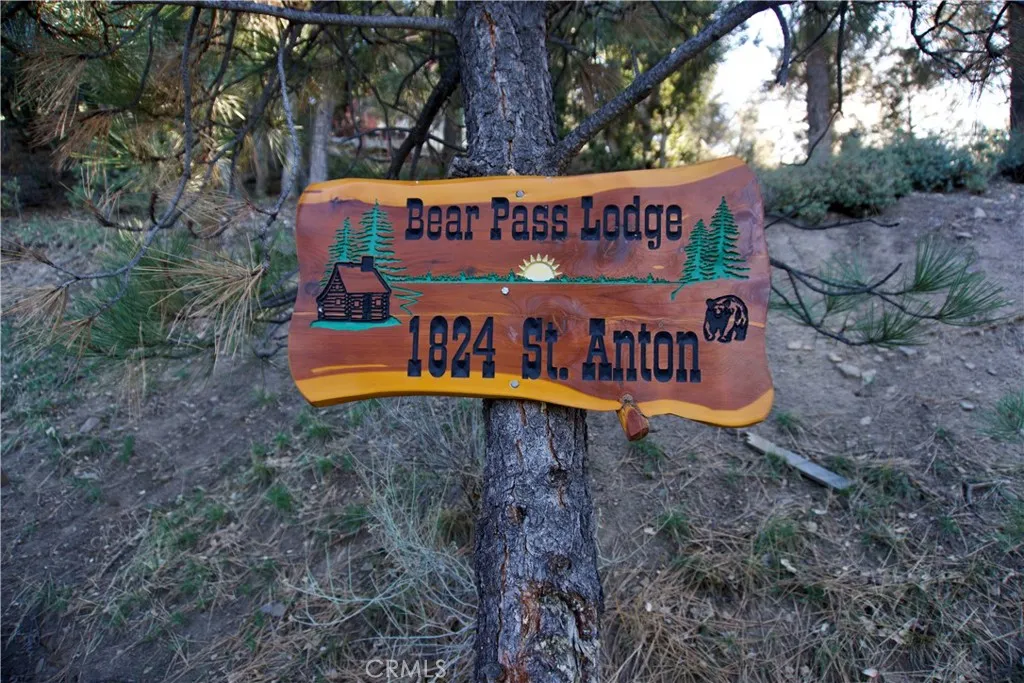 Bear Pass Lodge
1824 St. Anton
CRMLS